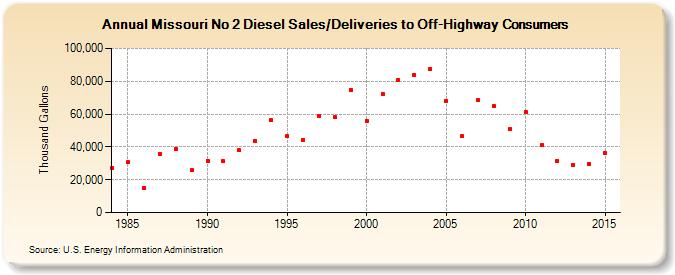 Annual Missouri No 2 Diesel Sales/Deliveries to Off-Highway Consumers
Thousand Gallons
100,000
80,000
60,000
40,000
20,000
0
1985 1990 1995 2000 2005 2010 2015
Source: U.S. Energy Information Administration